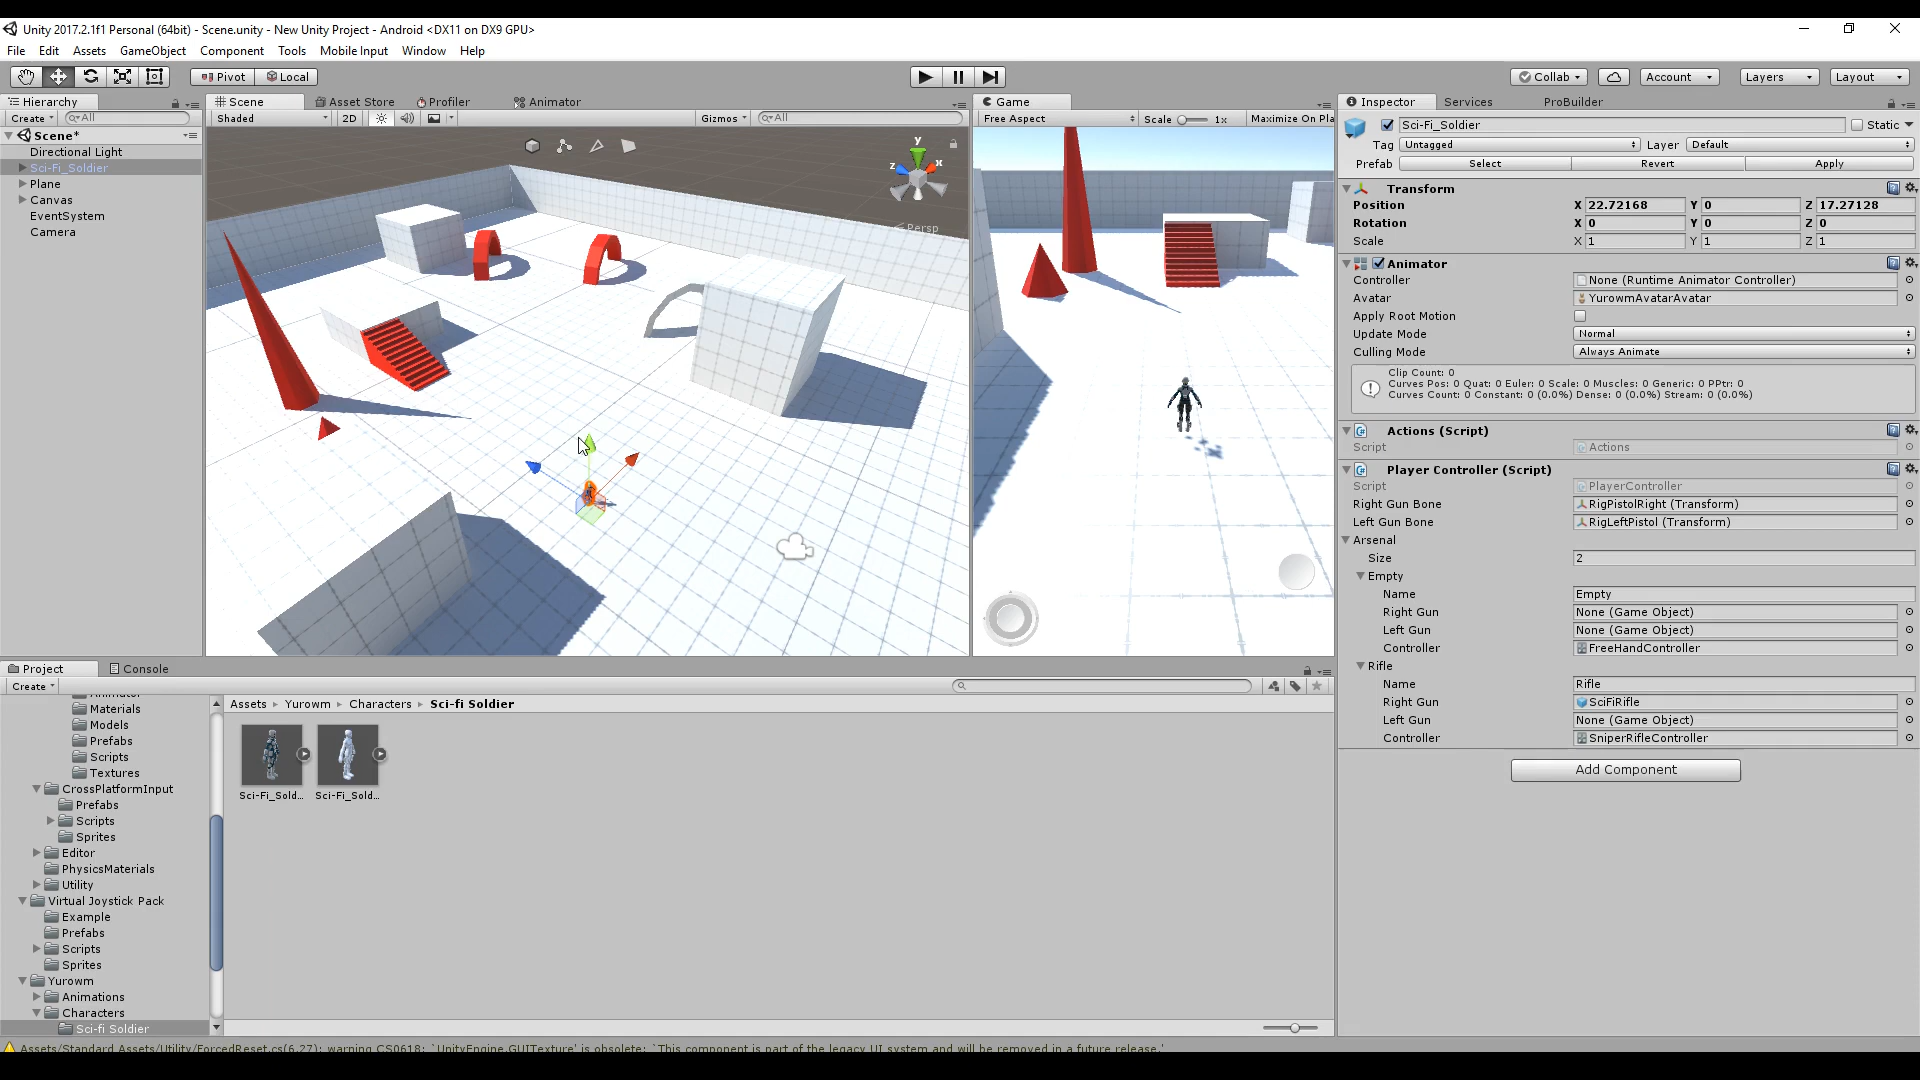 Unity 2017.2.1f1 Personal (64bit) - Scene.unity - New Unity Project - Android <DX11 on DX9 GPU>
File Edit Assets GameObject Component Tools Mobile Input Window Help
Pivot Local Collab Account Layers Layout
Hierarchy
Create All
Scene*
Directional Light
Sci-Fi_Soldier
Plane
Canvas
EventSystem
Camera
Scene Asset Store Profiler Animator
Shaded 2D Gizmos All
y
x
z
Persp
Game
Free Aspect Scale 1x Maximize On Pla
Inspector Services ProBuilder
Sci-Fi_Soldier Static
Tag Untagged Layer Default
Prefab Select Revert Apply
Transform
Position X 22.72168 Y 0 Z 17.27128
Rotation X 0 Y 0 Z 0
Scale X 1 Y 1 Z 1
Animator
Controller None (Runtime Animator Controller)
Avatar YurowmAvatarAvatar
Apply Root Motion
Update Mode Normal
Culling Mode Always Animate
Clip Count: 0
Curves Pos: 0 Quat: 0 Euler: 0 Scale: 0 Muscles: 0 Generic: 0 PPtr: 0
Curves Count: 0 Constant: 0 (0.0%) Dense: 0 (0.0%) Stream: 0 (0.0%)
Actions (Script)
Script Actions
Player Controller (Script)
Script PlayerController
Right Gun Bone RigPistolRight (Transform)
Left Gun Bone RigLeftPistol (Transform)
Arsenal
Size 2
Empty
Name Empty
Right Gun None (Game Object)
Left Gun None (Game Object)
Controller FreeHandController
Rifle
Name Rifle
Right Gun SciFiRifle
Left Gun None (Game Object)
Controller SniperRifleController
Add Component
Project Console
Create
Animator
Materials
Models
Prefabs
Scripts
Textures
CrossPlatformInput
Prefabs
Scripts
Sprites
Editor
PhysicsMaterials
Utility
Virtual Joystick Pack
Example
Prefabs
Scripts
Sprites
Yurowm
Animations
Characters
Sci-fi Soldier
Assets Yurowm Characters Sci-fi Soldier
Sci-Fi_Sold... Sci-Fi_Sold...
Assets/Standard Assets/Utility/ForcedReset.cs(6,27): warning CS0618: `UnityEngine.GUITexture' is obsolete: `This component is part of the legacy UI system and will be removed in a future release.'